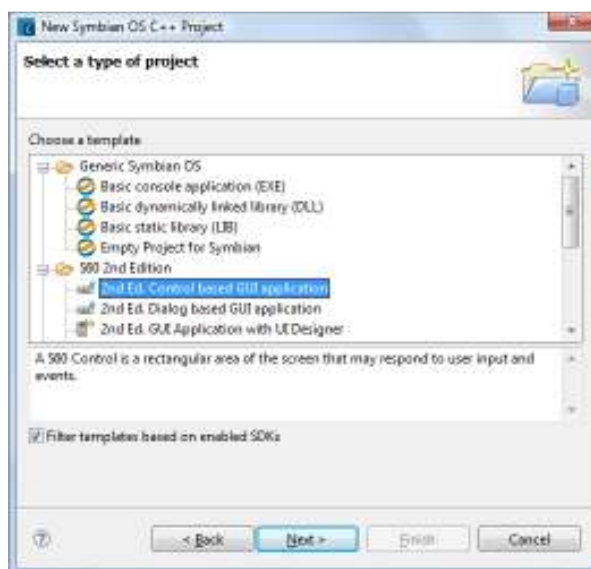 New Symbian OS C++ Project
Select a type of project
Choose a template
Generic Symbian OS
Basic console application (EXE)
Basic dynamically linked library (DLL)
Basic static library (LIB)
Empty Project for Symbian
S60 2nd Edition
2nd Ed. Control based GUI application
2nd Ed. Dialog based GUI application
2nd Ed. GUI Application with UI Designer
A S60 Control is a rectangular area of the screen that may respond to user input and
events.
Filter templates based on enabled SDKs
?
< Back
Next >
Finish
Cancel